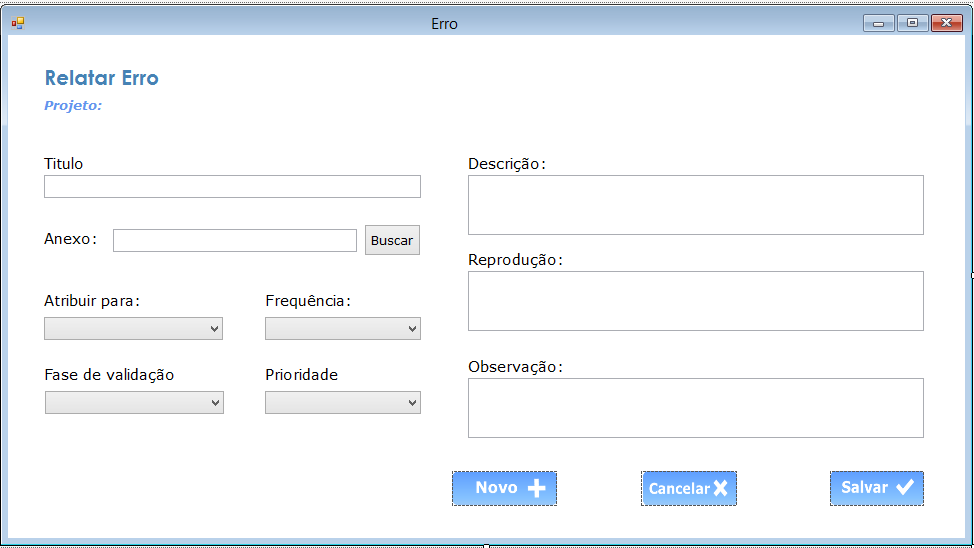 Erro
Relatar Erro
Projeto:
Titulo
Anexo:
Buscar
Atribuir para:
Frequência:
Fase de validação
Prioridade
Descrição:
Reprodução:
Observação:
Novo
Cancelar
Salvar